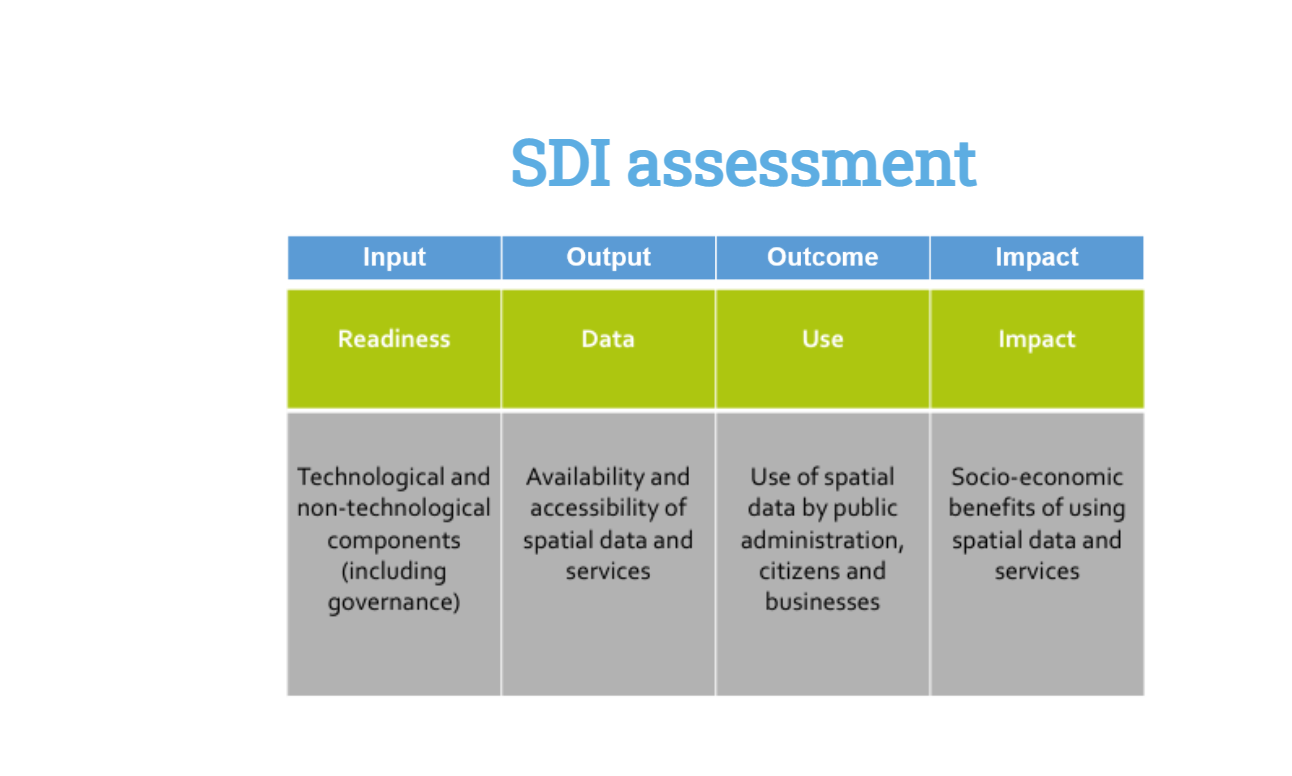 SDI assessment
Input Output Outcome Impact
Readiness Data Use Impact
Technological and
non-technological
components
(including
governance)
Availability and
accessibility of
spatial data and
services
Use of spatial
data by public
administration,
citizens and
businesses
Socio-economic
benefits of using
spatial data and
services